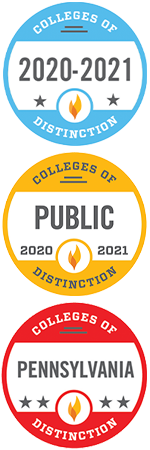 COLLEGES OF
2020-2021
DISTINCTION
COLLEGES OF
PUBLIC
2020 2021
DISTINCTION
COLLEGES OF
PENNSYLVANIA
DISTINCTION